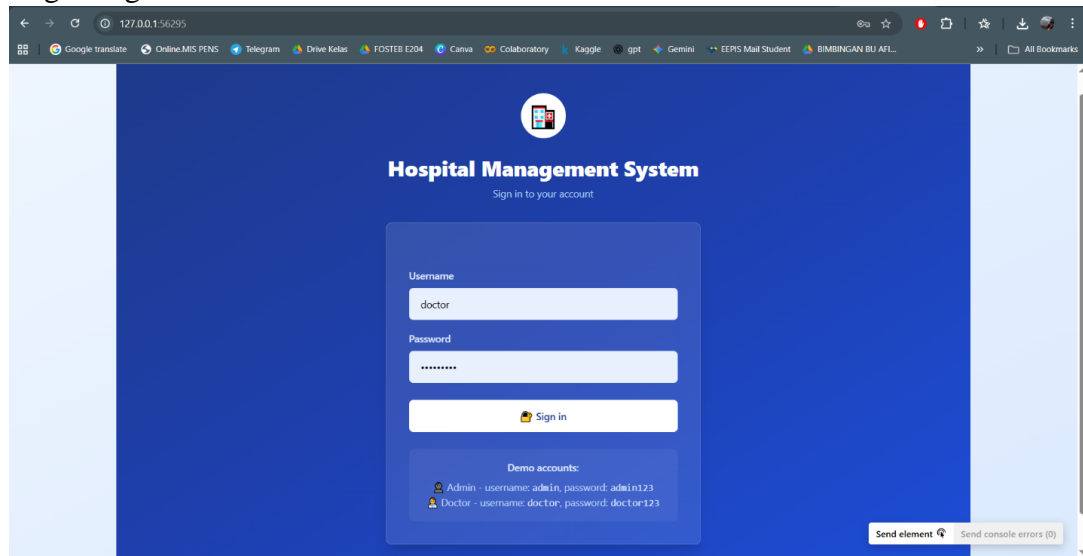 127.0.0.1:56295
Google translate Online.MIS PENS Telegram Drive Kelas FOSTEB E204 Canva Colaboratory Kaggle gpt Gemini EEPIS Mail Student BIMBINGAN BU AFI... » All Bookmarks
Hospital Management System
Sign in to your account
Username
doctor
Password
•••••••••
Sign in
Demo accounts:
Admin - username: admin, password: admin123
Doctor - username: doctor, password: doctor123
Send element Send console errors (0)